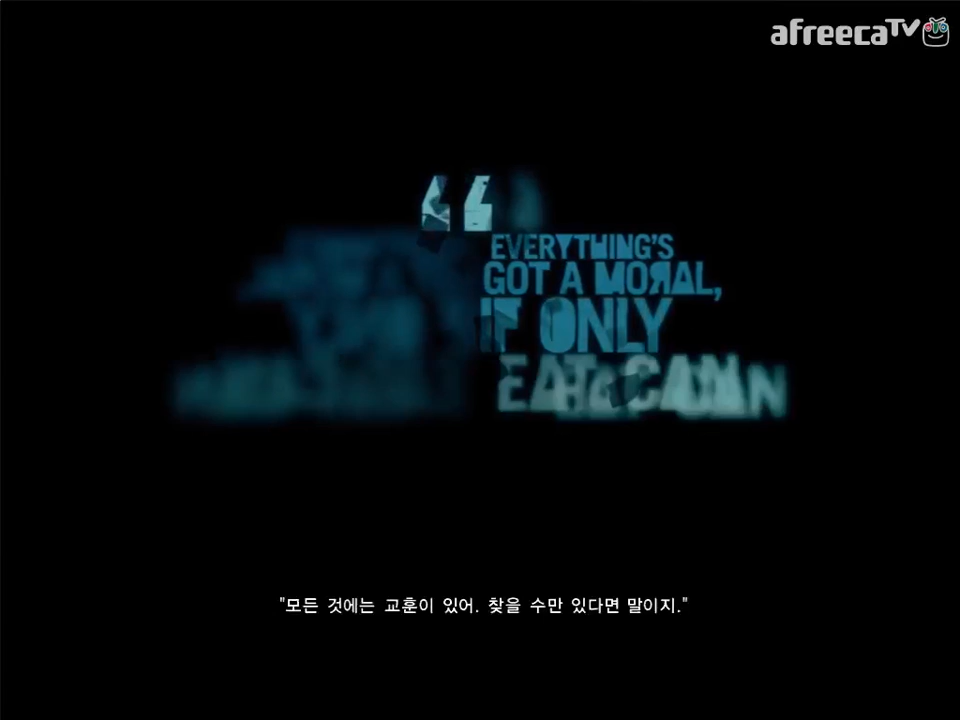 afreecaTV
EVERYTHING'S
GOT A MORAL,
IF ONLY
"모든 것에는 교훈이 있어. 찾을 수만 있다면 말이지."